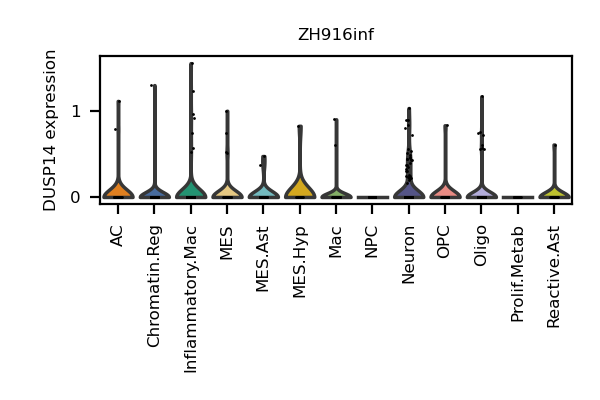 ZH916inf
DUSP14 expression
1
0
AC
Chromatin.Reg
Inflammatory.Mac
MES
MES.Ast
MES.Hyp
Mac
NPC
Neuron
OPC
Oligo
Prolif.Metab
Reactive.Ast